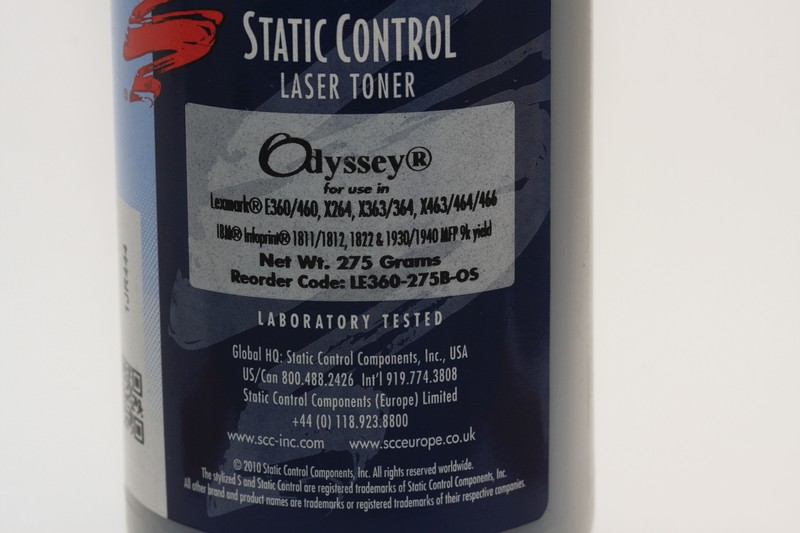 STATIC CONTROL
LASER TONER
Odyssey®
for use in
Lexmark® E360/460, X264, X363/364, X463/464/466
IBM® Infoprint® 1811/1812, 1822 & 1930/1940 MFP 9k yield
Net Wt. 275 Grams
Reorder Code: LE360-275B-OS
LABORATORY TESTED
Global HQ: Static Control Components, Inc., USA
US/Can 800.488.2426 Int'l 919.774.3808
Static Control Components (Europe) Limited
+44 (0) 118.923.8800
www.scc-inc.com www.scceurope.co.uk
© 2010 Static Control Components, Inc. All rights reserved worldwide.
The stylized S and Static Control are registered trademarks of Static Control Components, Inc.
All other brand and product names are trademarks or registered trademarks of their respective companies.